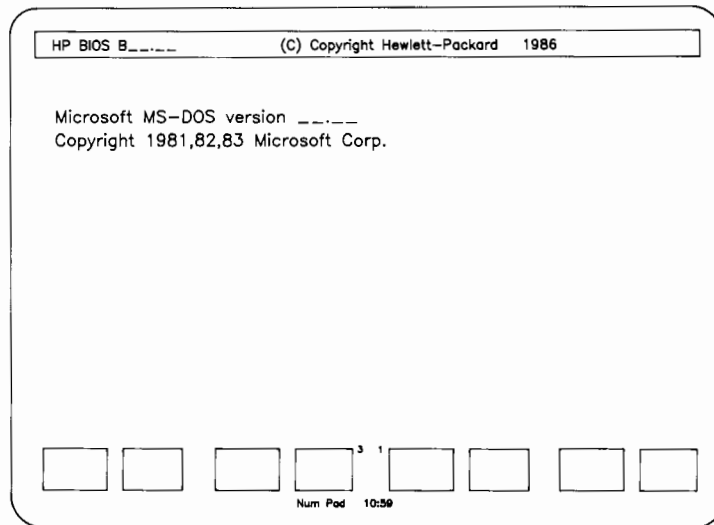 HP BIOS B__.__ (C) Copyright Hewlett-Packard 1986
Microsoft MS-DOS version __.__
Copyright 1981,82,83 Microsoft Corp.
3 1
Num Pad 10:59